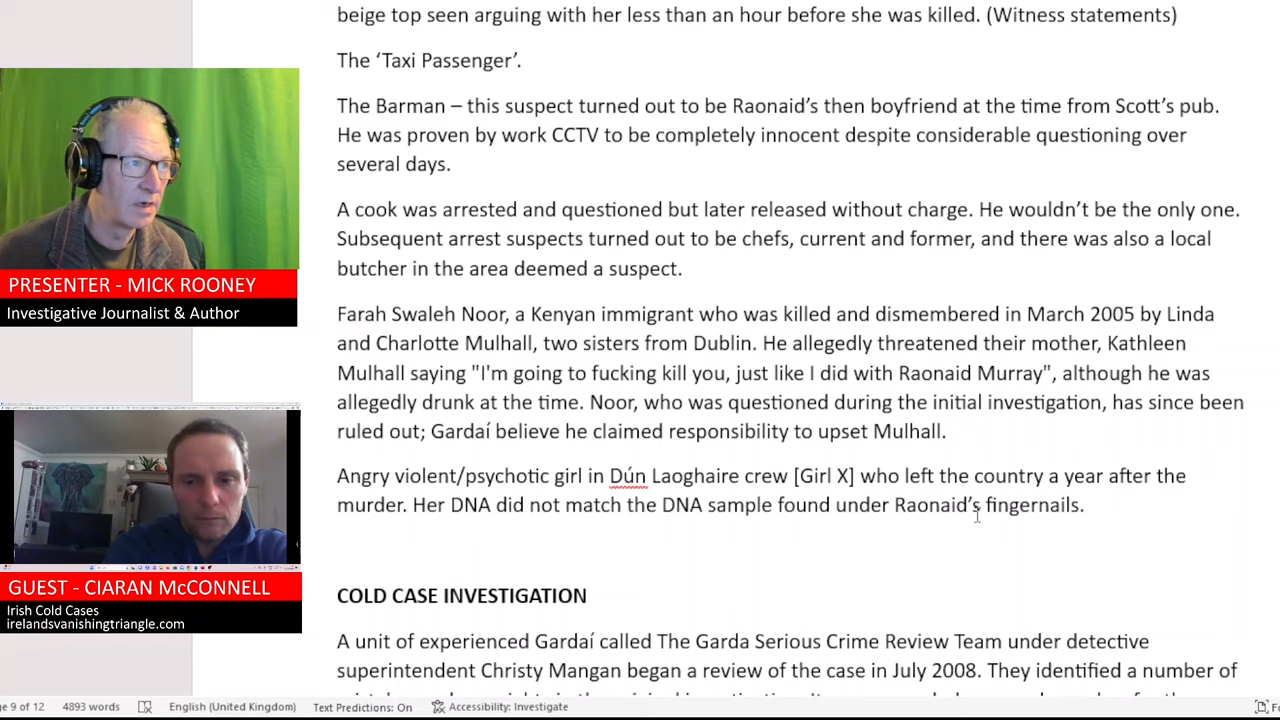 beige top seen arguing with her less than an hour before she was killed. (Witness statements)
The ‘Taxi Passenger’.
The Barman – this suspect turned out to be Raonaid’s then boyfriend at the time from Scott’s pub.
He was proven by work CCTV to be completely innocent despite considerable questioning over
several days.
A cook was arrested and questioned but later released without charge. He wouldn’t be the only one.
Subsequent arrest suspects turned out to be chefs, current and former, and there was also a local
butcher in the area deemed a suspect.
Farah Swaleh Noor, a Kenyan immigrant who was killed and dismembered in March 2005 by Linda
and Charlotte Mulhall, two sisters from Dublin. He allegedly threatened their mother, Kathleen
Mulhall saying "I'm going to fucking kill you, just like I did with Raonaid Murray", although he was
allegedly drunk at the time. Noor, who was questioned during the initial investigation, has since been
ruled out; Gardaí believe he claimed responsibility to upset Mulhall.
Angry violent/psychotic girl in Dún Laoghaire crew [Girl X] who left the country a year after the
murder. Her DNA did not match the DNA sample found under Raonaid’s fingernails.
COLD CASE INVESTIGATION
A unit of experienced Gardaí called The Garda Serious Crime Review Team under detective
superintendent Christy Mangan began a review of the case in July 2008. They identified a number of
PRESENTER - MICK ROONEY
Investigative Journalist & Author
GUEST - CIARAN McCONNELL
Irish Cold Cases
irelandsvanishingtriangle.com
ge 9 of 12 4893 words English (United Kingdom) Text Predictions: On Accessibility: Investigate